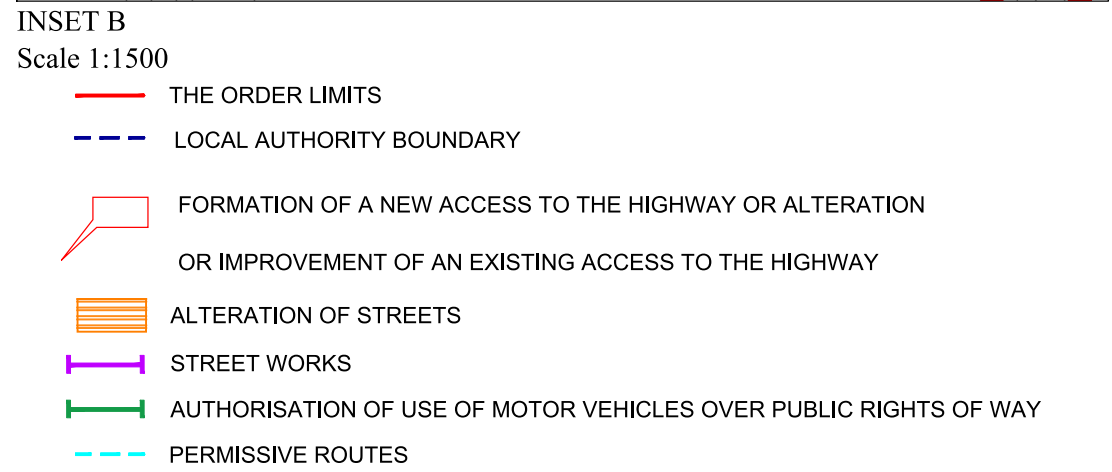 INSET B
Scale 1:1500
THE ORDER LIMITS
LOCAL AUTHORITY BOUNDARY
FORMATION OF A NEW ACCESS TO THE HIGHWAY OR ALTERATION
OR IMPROVEMENT OF AN EXISTING ACCESS TO THE HIGHWAY
ALTERATION OF STREETS
STREET WORKS
AUTHORISATION OF USE OF MOTOR VEHICLES OVER PUBLIC RIGHTS OF WAY
PERMISSIVE ROUTES